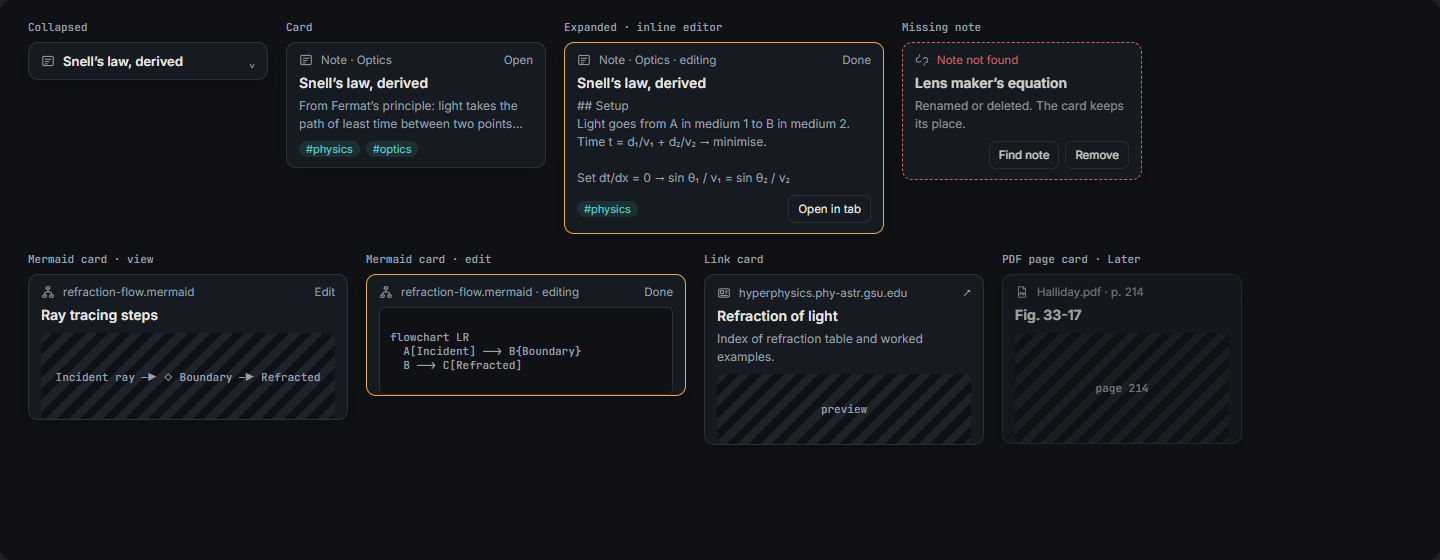 Collapsed
Snell's law, derived
Card
Note · Optics
Open
Snell's law, derived
From Fermat's principle: light takes the
path of least time between two points…
#physics #optics
Expanded · inline editor
Note · Optics · editing
Done
Snell's law, derived
## Setup
Light goes from A in medium 1 to B in medium 2.
Time t = d₁/v₁ + d₂/v₂ → minimise.
Set dt/dx = 0 → sin θ₁ / v₁ = sin θ₂ / v₂
#physics
Open in tab
Missing note
Note not found
Lens maker's equation
Renamed or deleted. The card keeps
its place.
Find note
Remove
Mermaid card · view
refraction-flow.mermaid
Edit
Ray tracing steps
Incident ray —▶ ◇ Boundary —▶ Refracted
Mermaid card · edit
refraction-flow.mermaid · editing
Done
flowchart LR
A[Incident] --> B{Boundary}
B --> C[Refracted]
Link card
hyperphysics.phy-astr.gsu.edu
↗
Refraction of light
Index of refraction table and worked
examples.
preview
PDF page card · Later
Halliday.pdf · p. 214
Fig. 33-17
page 214